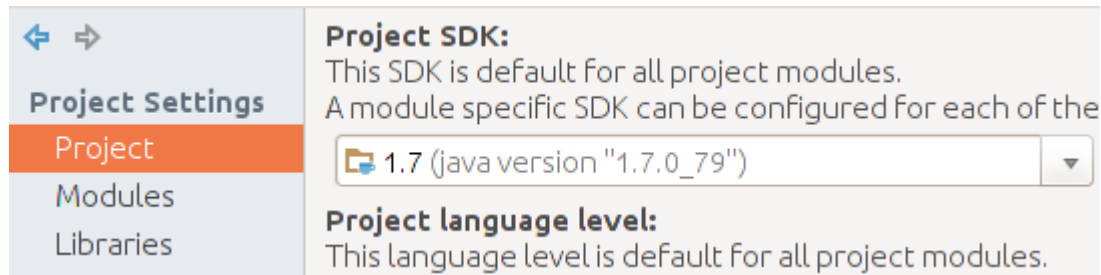 Project Settings
Project
Modules
Libraries
Project SDK:
This SDK is default for all project modules.
A module specific SDK can be configured for each of the
1.7 (java version "1.7.0_79")
Project language level:
This language level is default for all project modules.